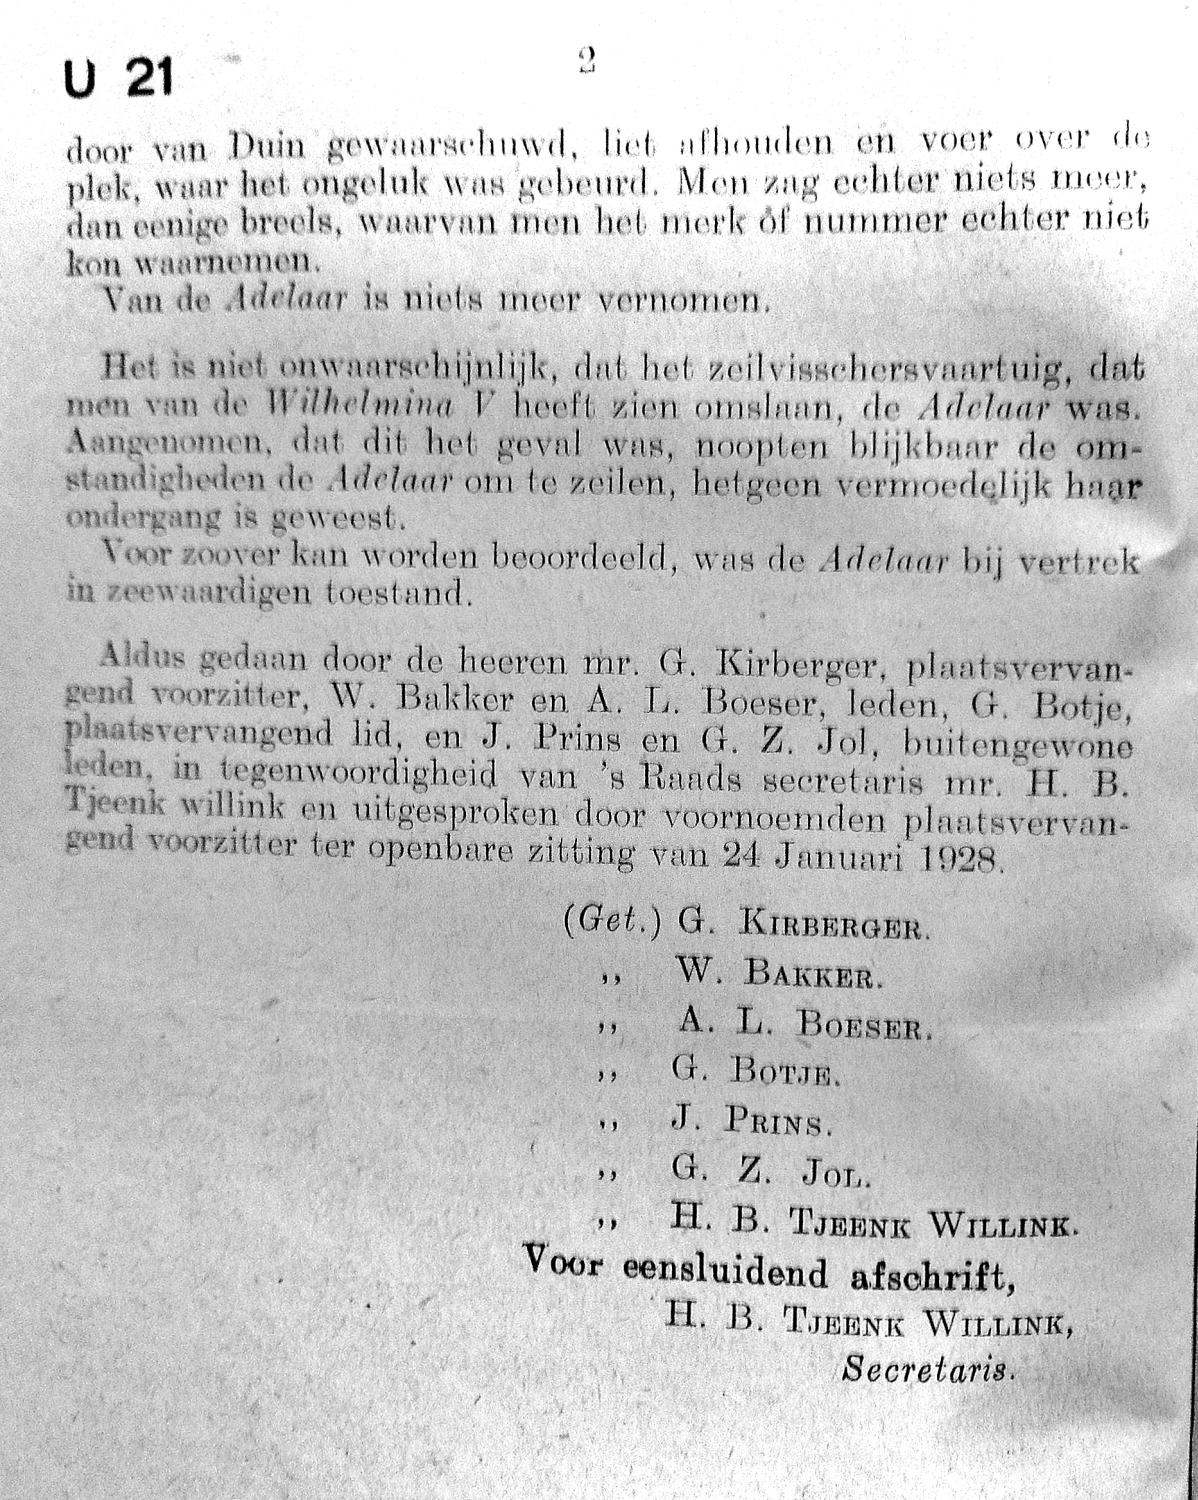 U 21
2
door van Duin gewaarschuwd, liet afhouden en voer over de
plek, waar het ongeluk was gebeurd. Men zag echter niets meer,
dan eenige breels, waarvan men het merk óf nummer echter niet
kon waarnemen.
Van de Adelaar is niets meer vernomen.
Het is niet onwaarschijnlijk, dat het zeilvisschersvaartuig, dat
men van de Wilhelmina V heeft zien omslaan, de Adelaar was.
Aangenomen, dat dit het geval was, noopten blijkbaar de om-
standigheden de Adelaar om te zeilen, hetgeen vermoedelijk haar
ondergang is geweest.
Voor zoover kan worden beoordeeld, was de Adelaar bij vertrek
in zeewaardigen toestand.
Aldus gedaan door de heeren mr. G. Kirberger, plaatsvervan-
gend voorzitter, W. Bakker en A. L. Boeser, leden, G. Botje,
plaatsvervangend lid, en J. Prins en G. Z. Jol, buitengewone
leden, in tegenwoordigheid van 's Raads secretaris mr. H. B.
Tjeenk willink en uitgesproken door voornoemden plaatsvervan-
gend voorzitter ter openbare zitting van 24 Januari 1928.
(Get.) G. KIRBERGER.
,, W. BAKKER.
,, A. L. BOESER.
,, G. BOTJE.
,, J. PRINS.
,, G. Z. JOL.
,, H. B. TJEENK WILLINK.
Voor eensluidend afschrift,
H. B. TJEENK WILLINK,
Secretaris.